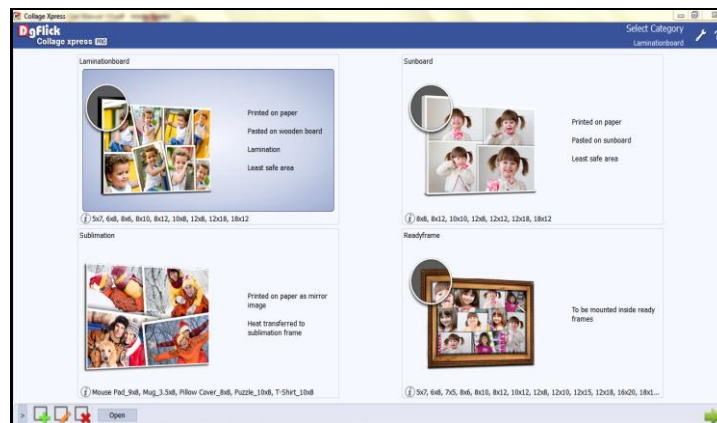 Collage Xpress
DgFlick
Collage xpress PRO
Select Category
Laminationboard
Laminationboard
Printed on paper
Pasted on wooden board
Lamination
Least safe area
5x7, 6x8, 8x6, 8x10, 8x12, 10x8, 12x8, 12x18, 18x12
Sunboard
Printed on paper
Pasted on sunboard
Least safe area
8x8, 8x12, 10x10, 12x8, 12x12, 12x18, 18x12
Sublimation
Printed on paper as mirror
image
Heat transferred to
sublimation frame
Mouse Pad_9x8, Mug_3.5x8, Pillow Cover_8x8, Puzzle_10x8, T-Shirt_10x8
Readyframe
To be mounted inside ready
frames
5x7, 6x8, 7x5, 8x6, 8x10, 8x12, 10x12, 12x8, 12x10, 12x15, 12x18, 16x20, 18x1...
> Open